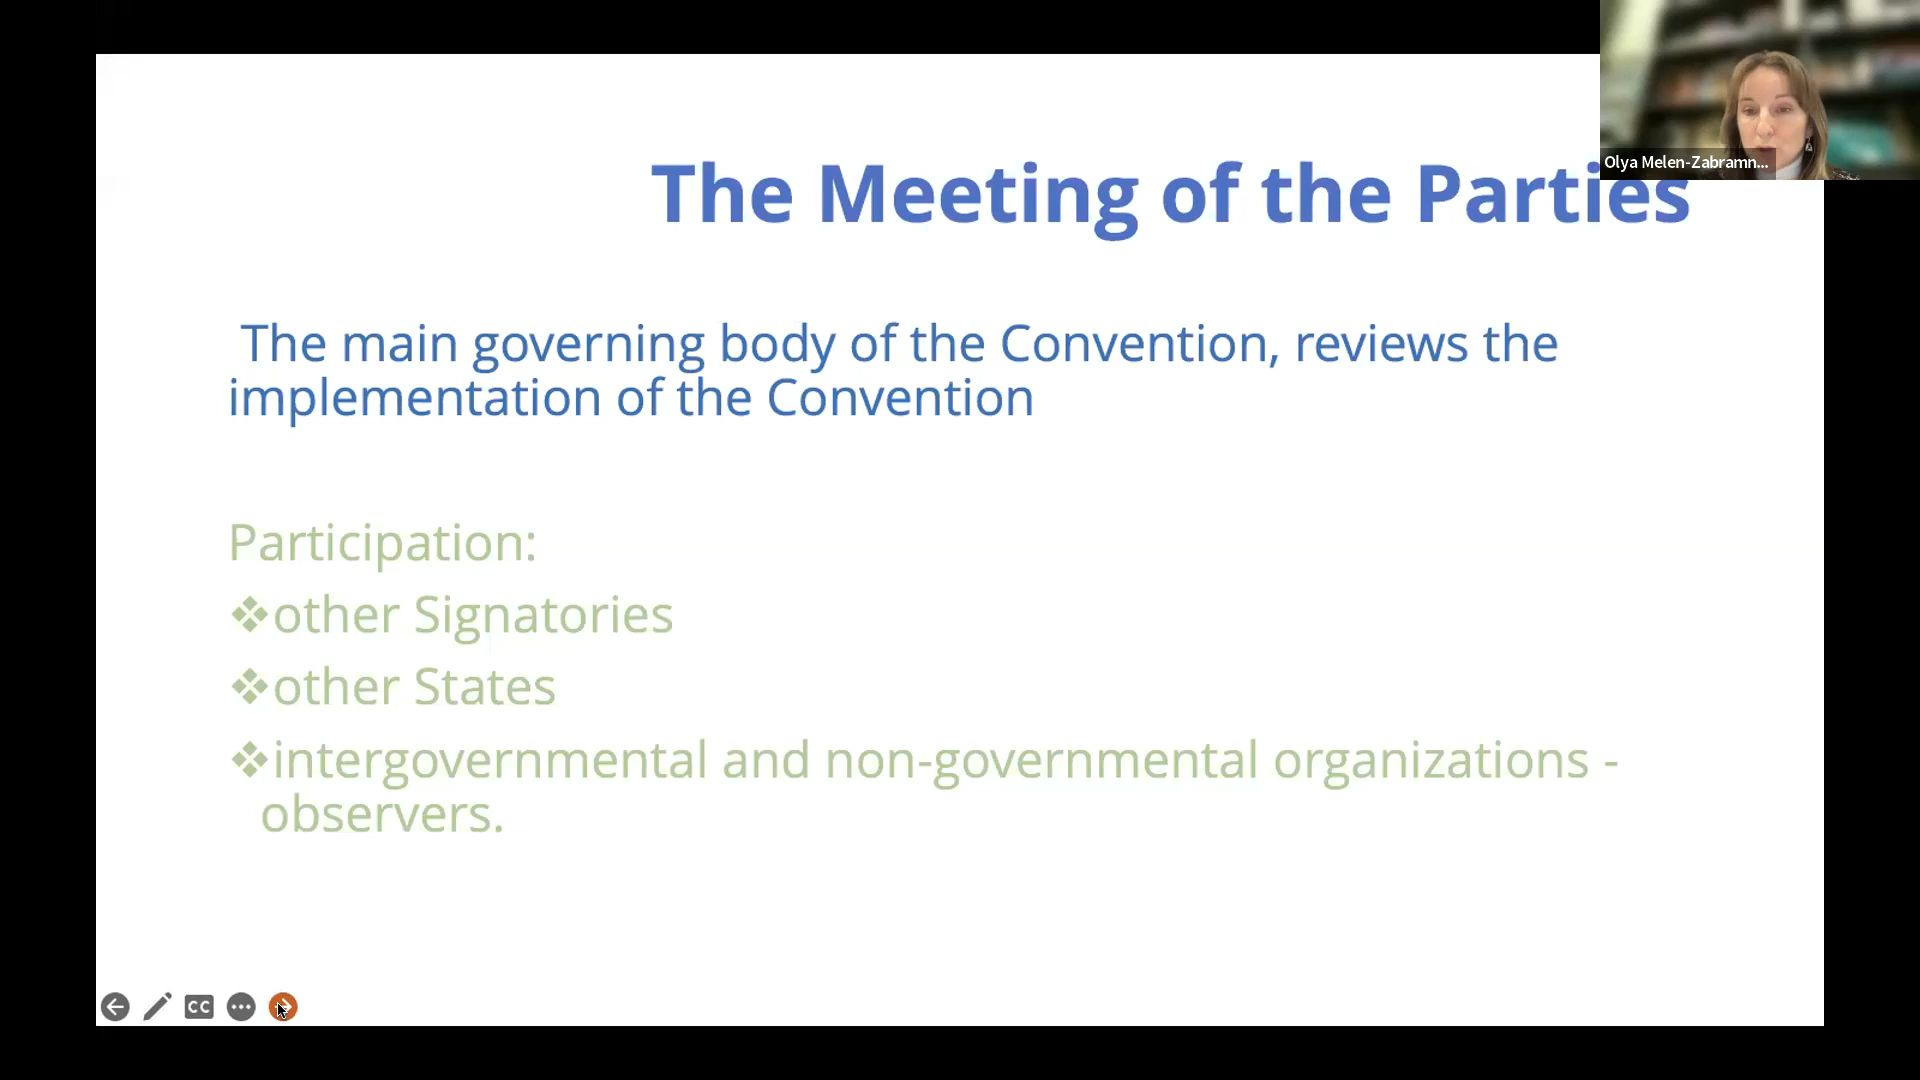 Olya Melen-Zabramn...
The Meeting of the Parties
The main governing body of the Convention, reviews the
implementation of the Convention
Participation:
❖other Signatories
❖other States
❖intergovernmental and non-governmental organizations -
observers.
CC